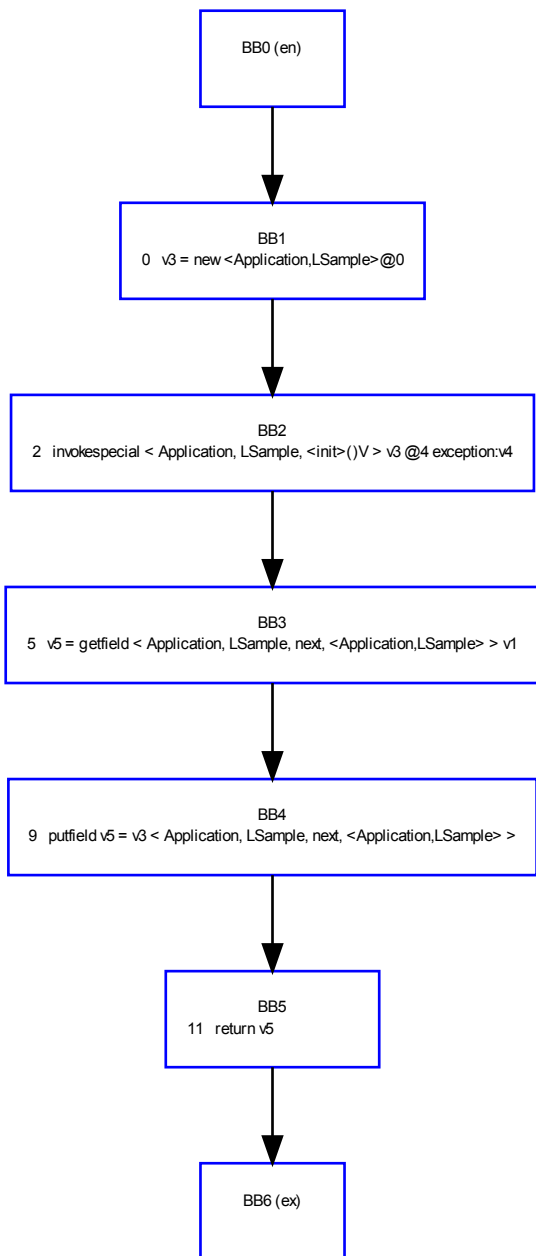 BB0 (en)
BB1
0 v3 = new <Application,LSample>@0
BB2
2 invokespecial < Application, LSample, <init>()V > v3 @4 exception:v4
BB3
5 v5 = getfield < Application, LSample, next, <Application,LSample> > v1
BB4
9 putfield v5 = v3 < Application, LSample, next, <Application,LSample> >
BB5
11 return v5
BB6 (ex)